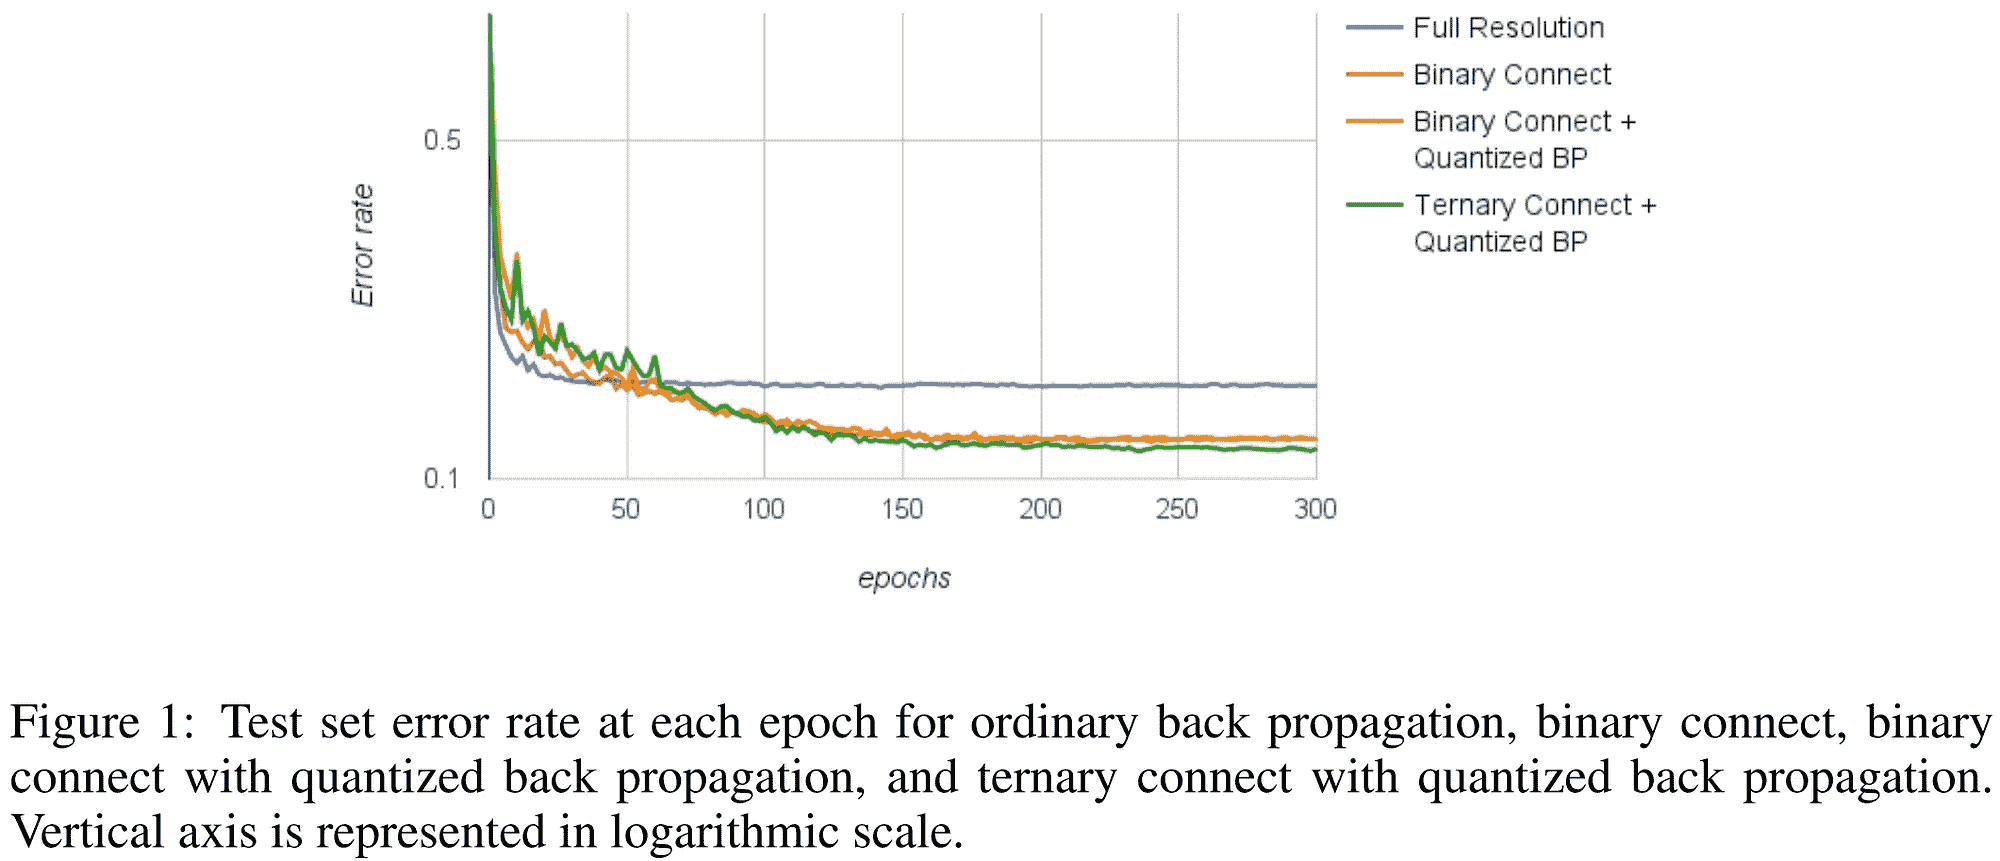 Full Resolution
Binary Connect
Binary Connect +
Quantized BP
Ternary Connect +
Quantized BP
0.5
Error rate
0.1
0 50 100 150 200 250 300
epochs
Figure 1: Test set error rate at each epoch for ordinary back propagation, binary connect, binary
connect with quantized back propagation, and ternary connect with quantized back propagation.
Vertical axis is represented in logarithmic scale.